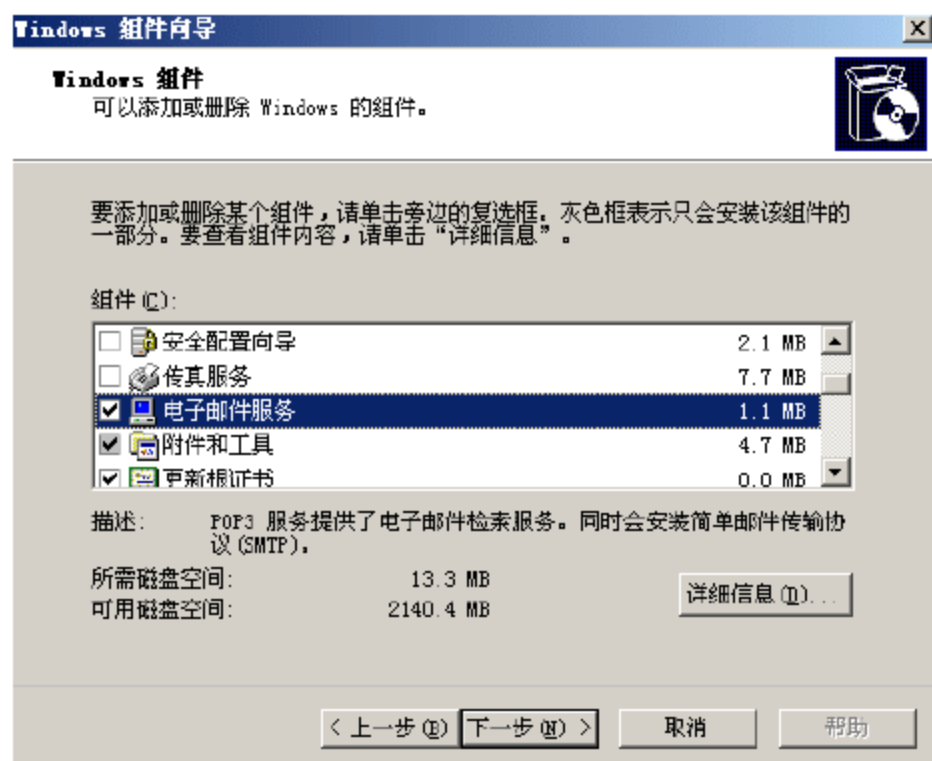 Windows 组件向导
Windows 组件
可以添加或删除 Windows 的组件。
要添加或删除某个组件，请单击旁边的复选框。灰色框表示只会安装该组件的
一部分。要查看组件内容，请单击“详细信息”。
组件(C):
安全配置向导 2.1 MB
传真服务 7.7 MB
电子邮件服务 1.1 MB
附件和工具 4.7 MB
更新根证书 0.0 MB
描述: POP3 服务提供了电子邮件检索服务。同时会安装简单邮件传输协
议(SMTP)。
所需磁盘空间: 13.3 MB
可用磁盘空间: 2140.4 MB
详细信息(D)...
< 上一步(B) 下一步(N) > 取消 帮助